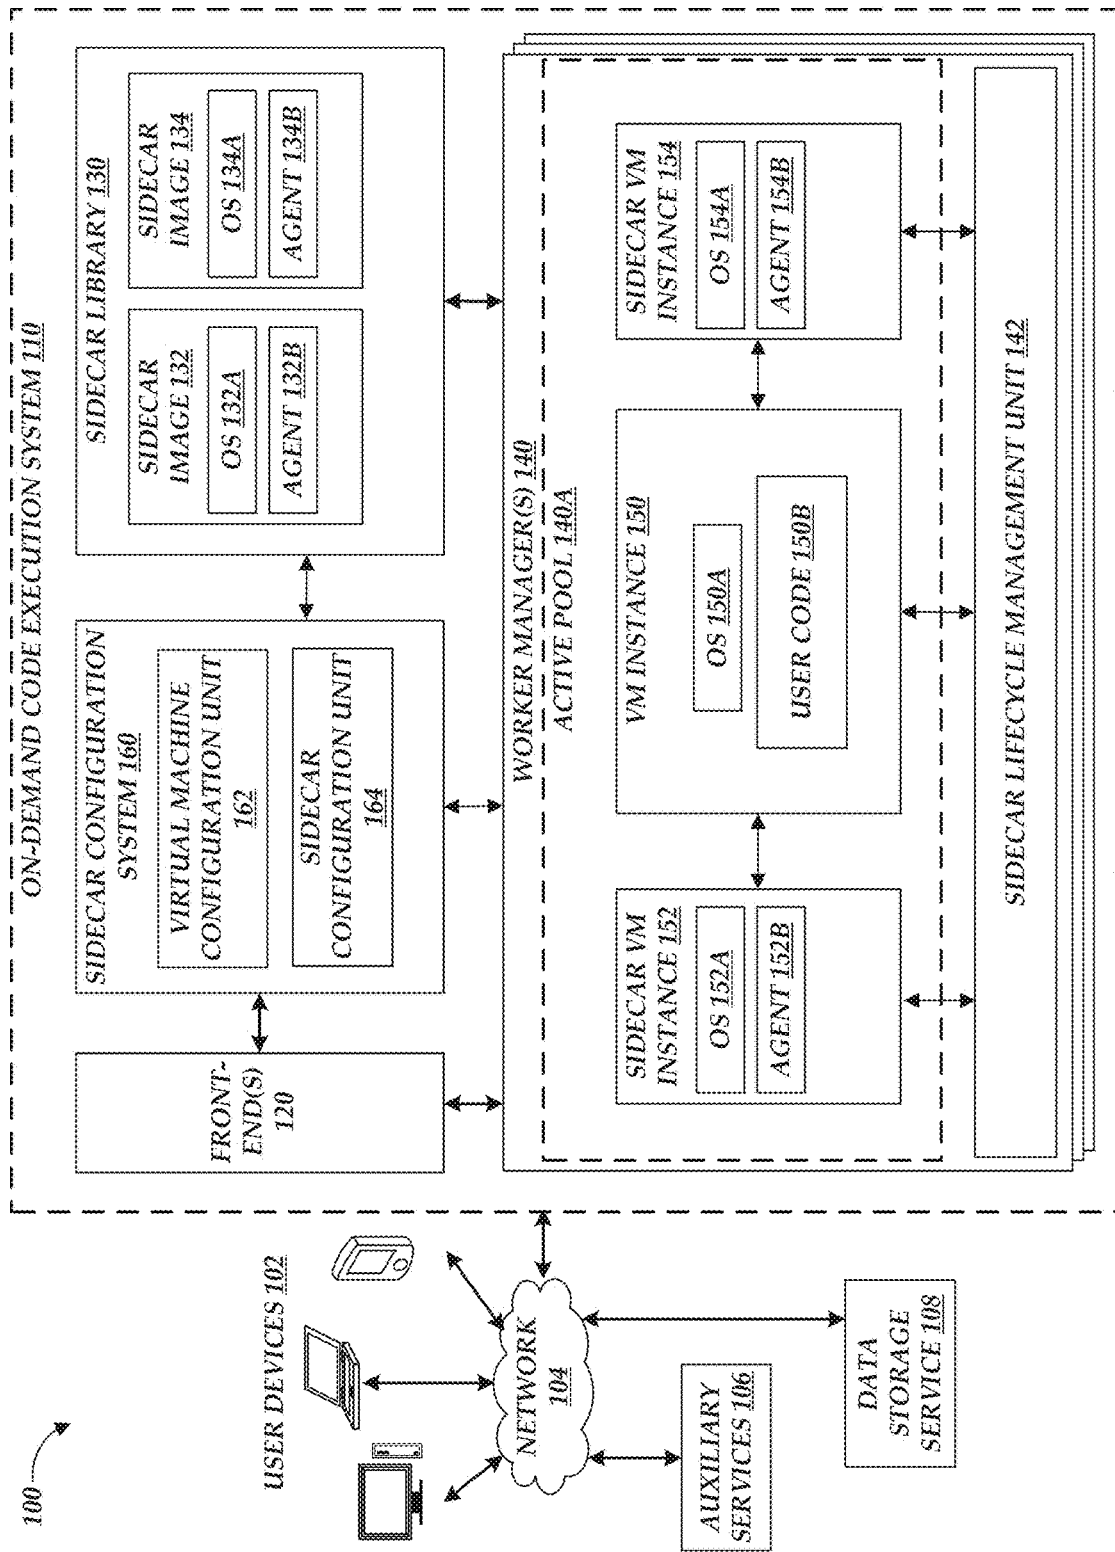 100
USER DEVICES 102
NETWORK
104
AUXILIARY
SERVICES 106
DATA
STORAGE
SERVICE 108
ON-DEMAND CODE EXECUTION SYSTEM 110
FRONT-
END(S)
120
SIDECAR CONFIGURATION
SYSTEM 160
VIRTUAL MACHINE
CONFIGURATION UNIT
162
SIDECAR
CONFIGURATION UNIT
164
SIDECAR LIBRARY 130
SIDECAR
IMAGE 132
OS 132A
AGENT 132B
SIDECAR
IMAGE 134
OS 134A
AGENT 134B
WORKER MANAGER(S) 140
ACTIVE POOL 140A
SIDECAR VM
INSTANCE 152
OS 152A
AGENT 152B
VM INSTANCE 150
OS 150A
USER CODE 150B
SIDECAR VM
INSTANCE 154
OS 154A
AGENT 154B
SIDECAR LIFECYCLE MANAGEMENT UNIT 142